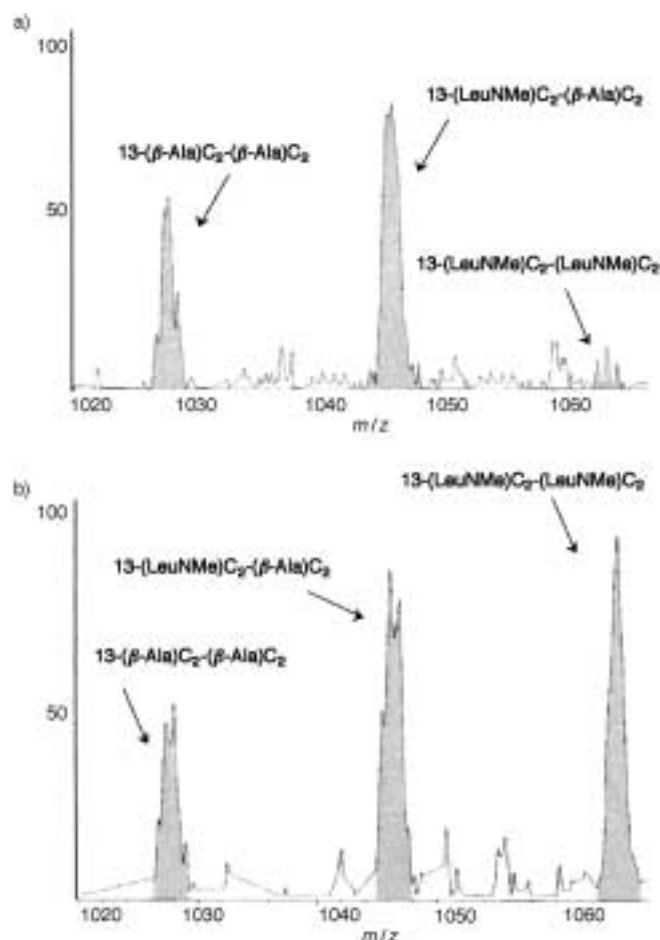 a)
100
13-(LeuNMe)C₂-(β-Ala)C₂
13-(β-Ala)C₂-(β-Ala)C₂
50
13-(LeuNMe)C₂-(LeuNMe)C₂
1020 1030 1040 1050 1060
m/z
b)
13-(LeuNMe)C₂-(LeuNMe)C₂
100
13-(LeuNMe)C₂-(β-Ala)C₂
13-(β-Ala)C₂-(β-Ala)C₂
50
1020 1030 1040 1050 1060
m/z